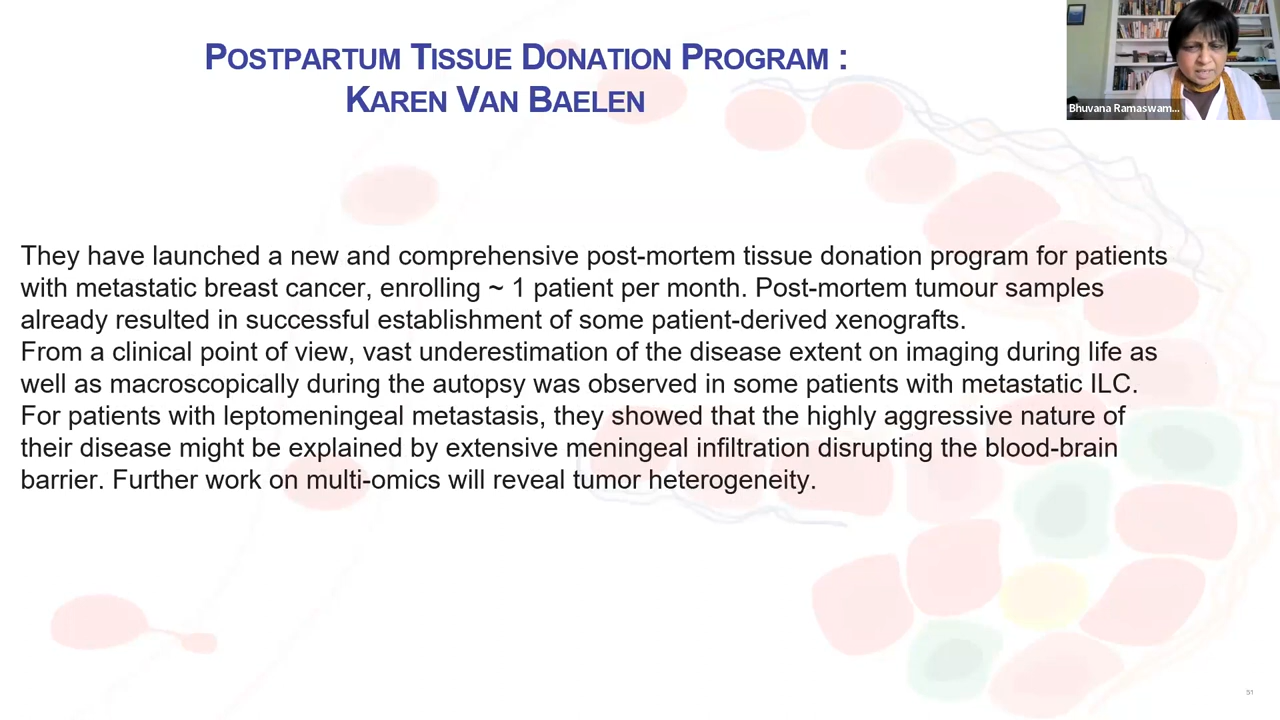 POSTPARTUM TISSUE DONATION PROGRAM :
KAREN VAN BAELEN
Bhuvana Ramaswam...
They have launched a new and comprehensive post-mortem tissue donation program for patients
with metastatic breast cancer, enrolling ~ 1 patient per month. Post-mortem tumour samples
already resulted in successful establishment of some patient-derived xenografts.
From a clinical point of view, vast underestimation of the disease extent on imaging during life as
well as macroscopically during the autopsy was observed in some patients with metastatic ILC.
For patients with leptomeningeal metastasis, they showed that the highly aggressive nature of
their disease might be explained by extensive meningeal infiltration disrupting the blood-brain
barrier. Further work on multi-omics will reveal tumor heterogeneity.
51